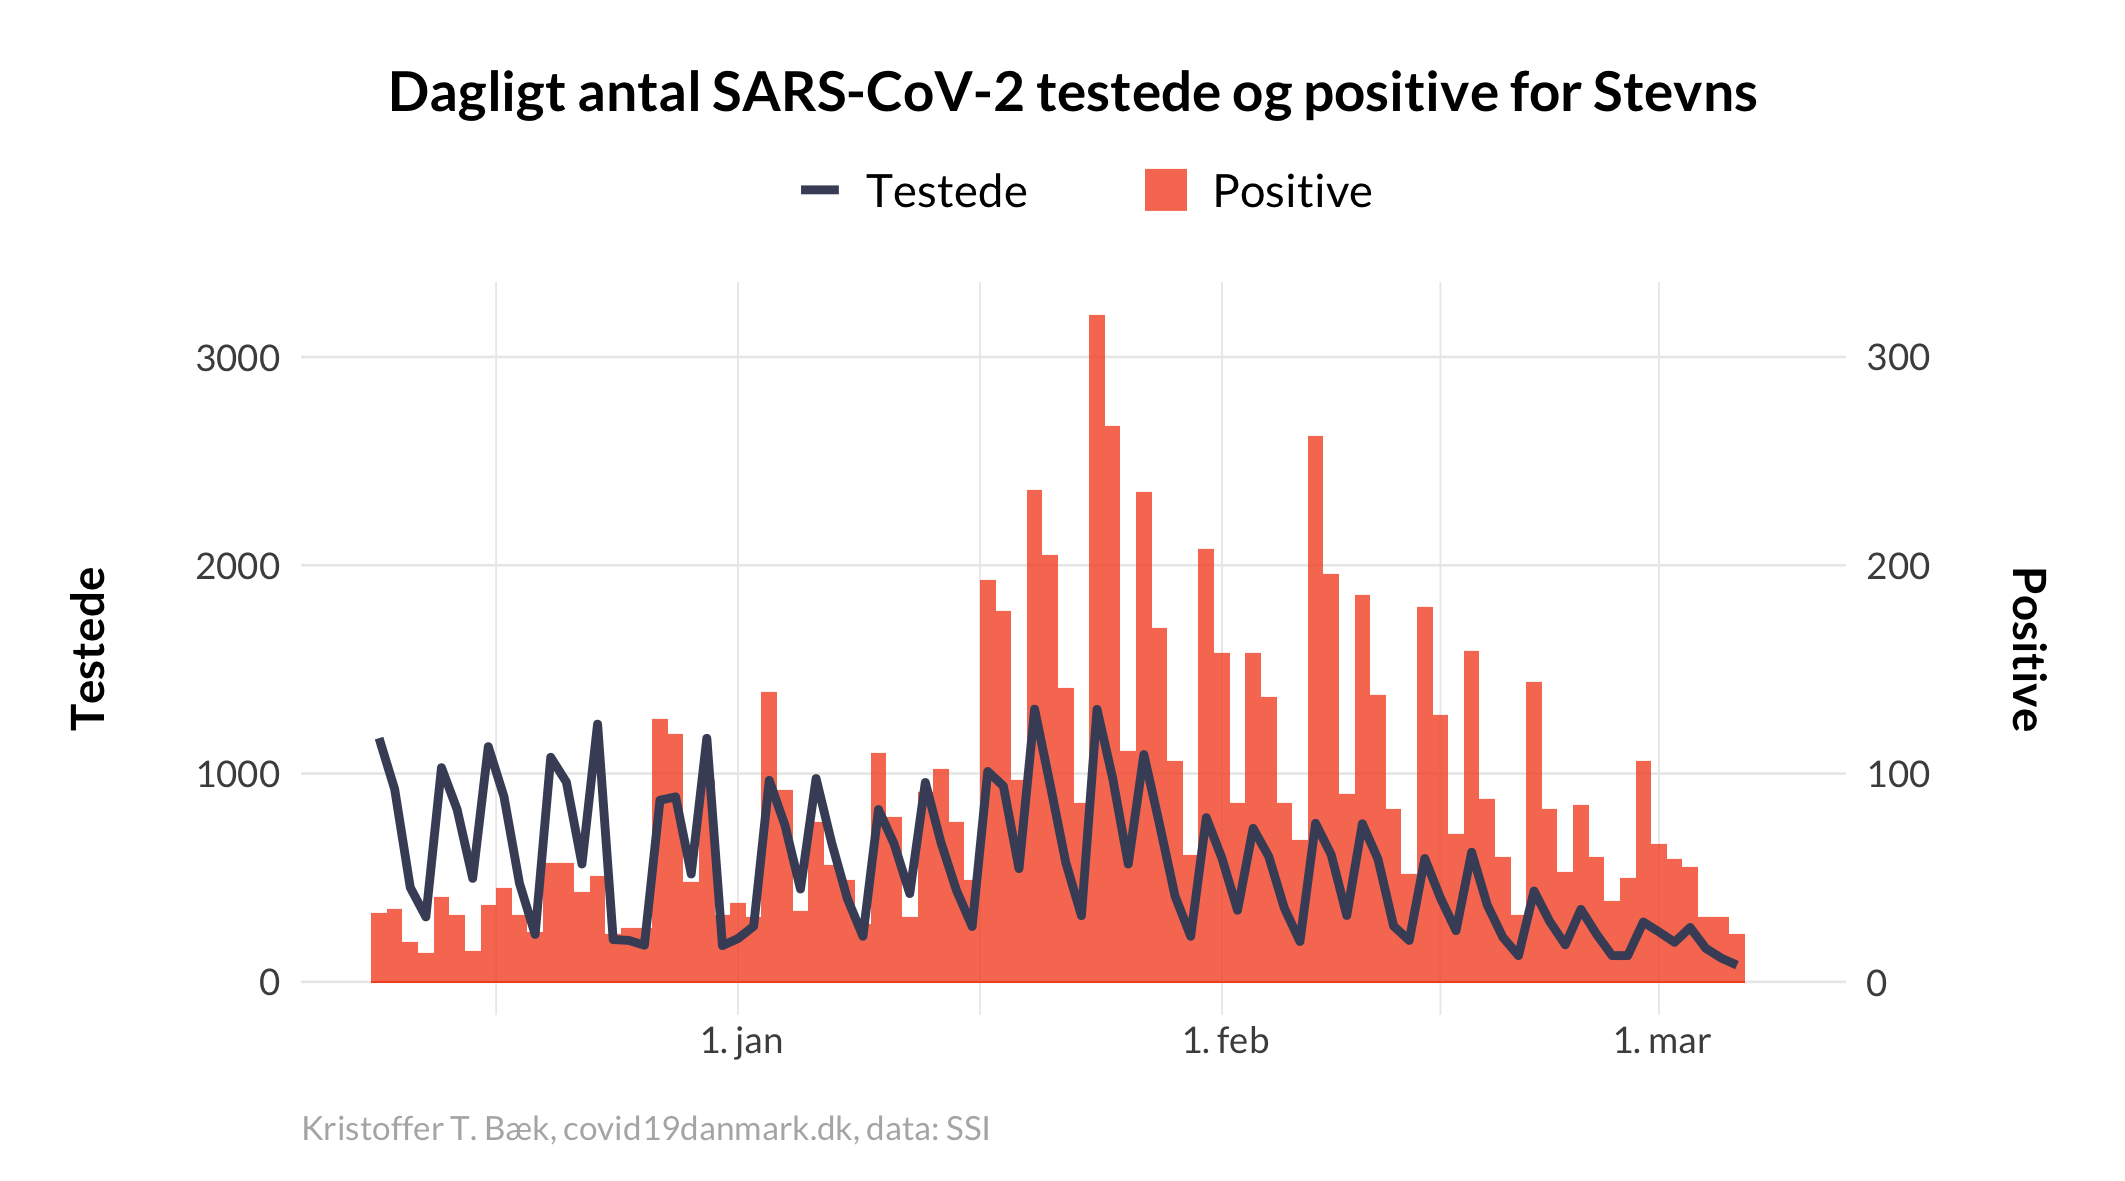 Dagligt antal SARS-CoV-2 testede og positive for Stevns
Testede
Positive
3000
2000
1000
0
Testede
300
200
100
0
Positive
1. jan
1. feb
1. mar
Kristoffer T. Bæk, covid19danmark.dk, data: SSI